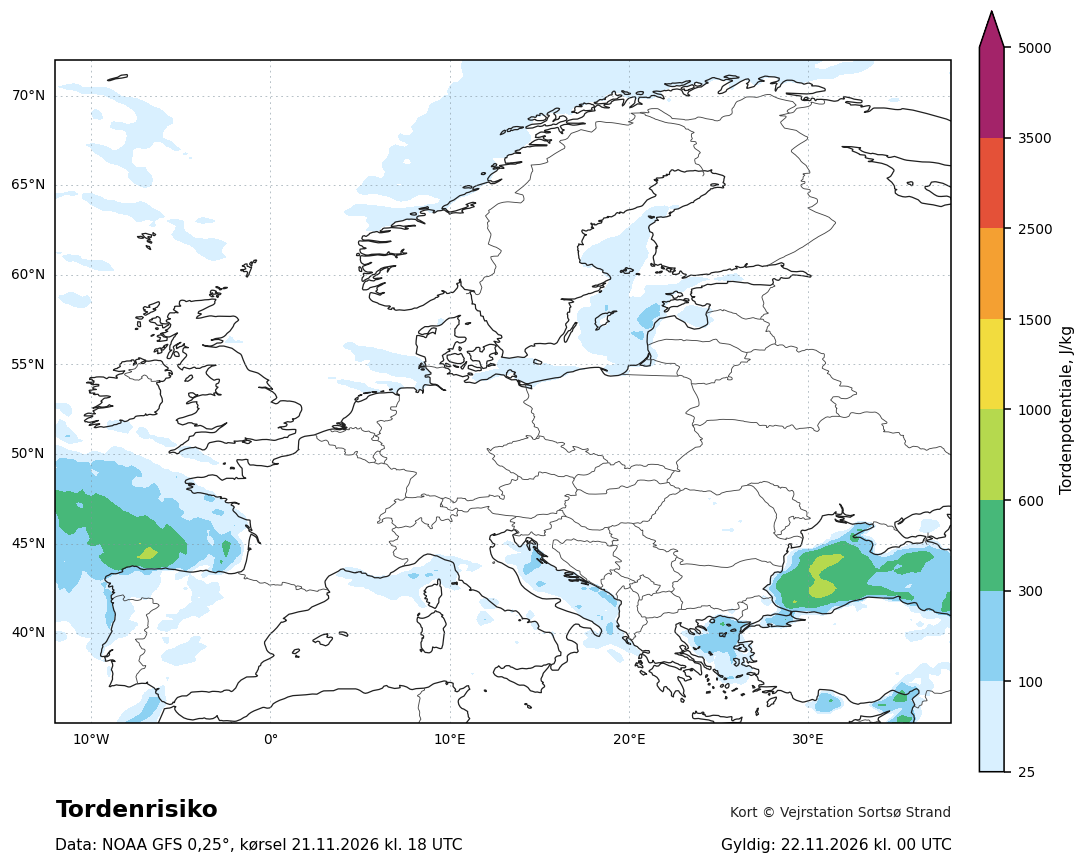 70°N
65°N
60°N
55°N
50°N
45°N
40°N
10°W
0°
10°E
20°E
30°E
5000
3500
2500
1500
1000
600
300
100
25
Tordenpotentiale, J/kg
Tordenrisiko
Kort © Vejrstation Sortsø Strand
Data: NOAA GFS 0,25°, kørsel 21.11.2026 kl. 18 UTC
Gyldig: 22.11.2026 kl. 00 UTC